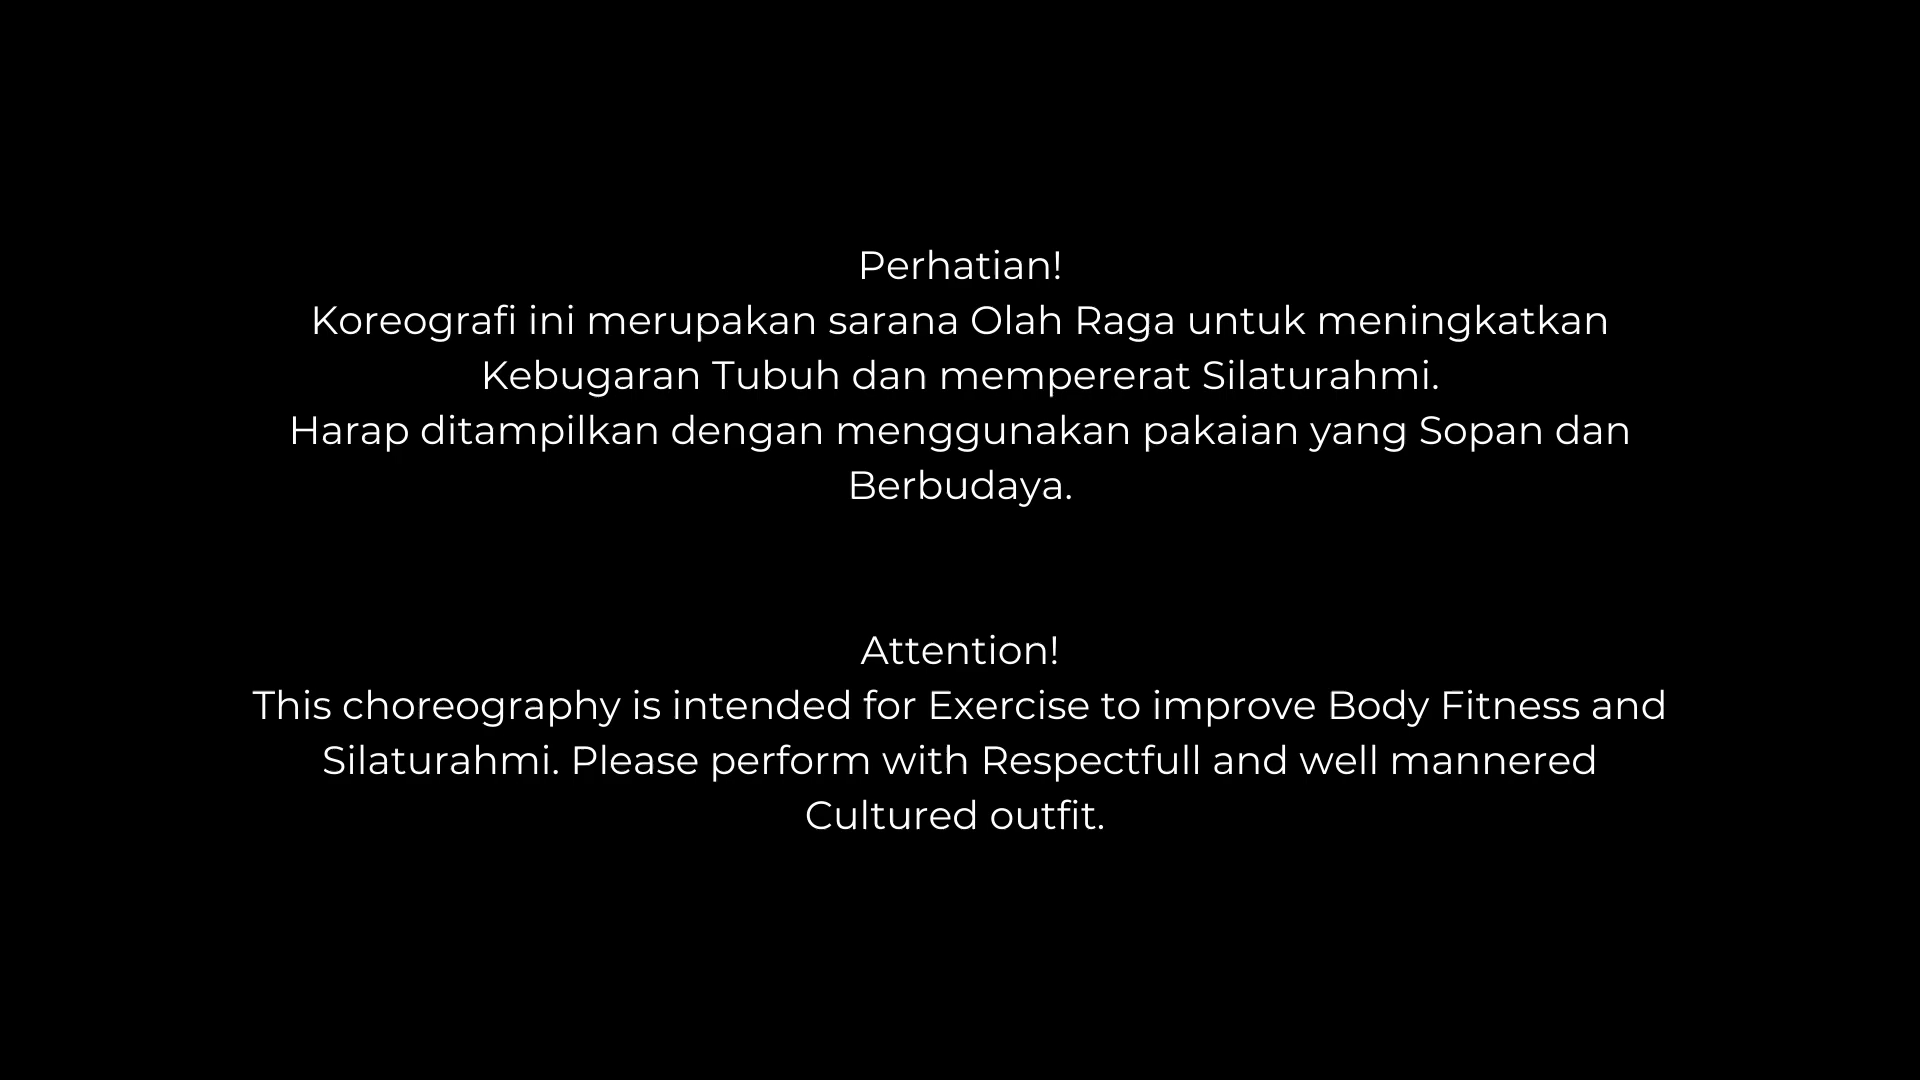 Perhatian!
Koreografi ini merupakan sarana Olah Raga untuk meningkatkan
Kebugaran Tubuh dan mempererat Silaturahmi.
Harap ditampilkan dengan menggunakan pakaian yang Sopan dan
Berbudaya.
Attention!
This choreography is intended for Exercise to improve Body Fitness and
Silaturahmi. Please perform with Respectfull and well mannered
Cultured outfit.